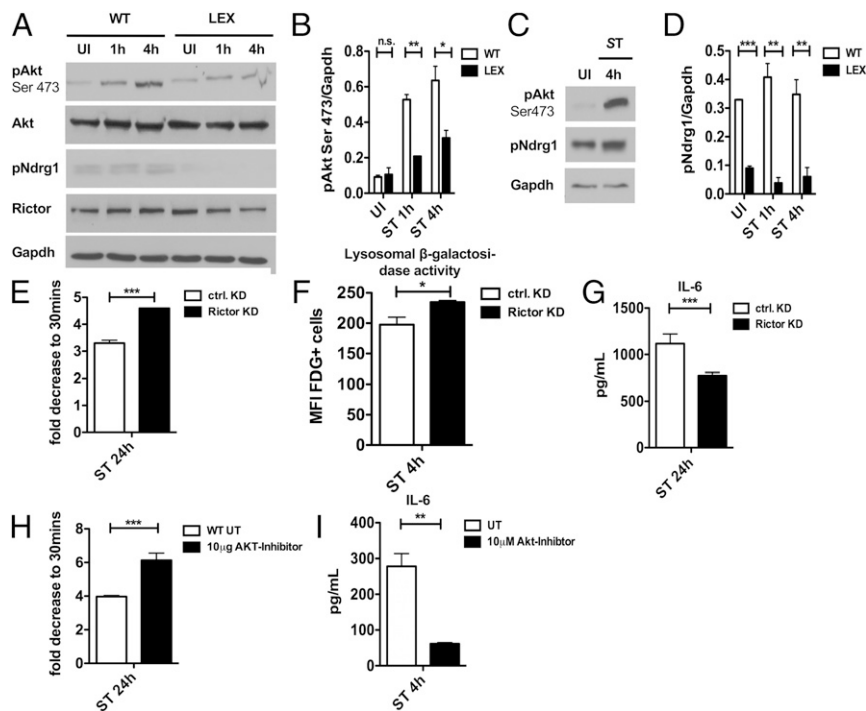 A
WT LEX
UI 1h 4h UI 1h 4h
pAkt
Ser 473
Akt
pNdrg1
Rictor
Gapdh
B
pAkt Ser 473/Gapdh
0.8
0.6
0.4
0.2
0.0
n.s. ** *
WT
LEX
UI ST 1h ST 4h
C
ST
UI 4h
pAkt
Ser473
pNdrg1
Gapdh
D
pNdrg1/Gapdh
0.5
0.4
0.3
0.2
0.1
0.0
*** ** **
WT
LEX
UI ST 1h ST 4h
E
fold decrease to 30mins
5
4
3
2
1
0
***
ctrl. KD
Rictor KD
ST 24h
F
Lysosomal β-galactosi-
dase activity
MFI FDG+ cells
250
200
150
100
50
0
*
ctrl. KD
Rictor KD
ST 4h
G
IL-6
pg/mL
1500
1000
500
0
***
ctrl. KD
Rictor KD
ST 24h
H
fold decrease to 30mins
8
6
4
2
0
***
WT UT
10µg AKT-Inhibitor
ST 24h
I
IL-6
pg/mL
400
300
200
100
0
**
UT
10µM Akt-Inhibtor
ST 4h